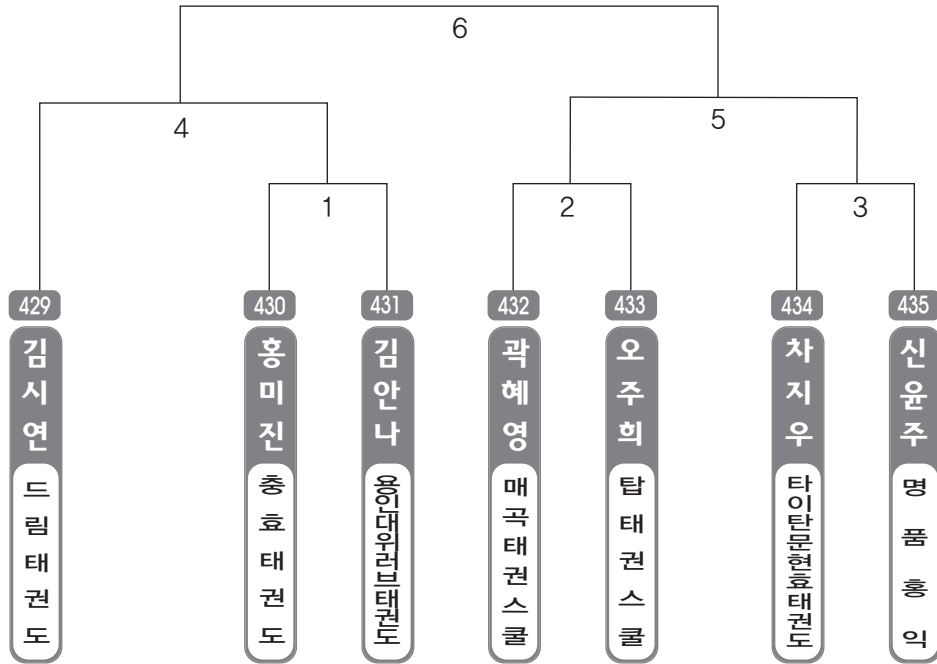 6
4
5
1
2
3
429
430
431
432
433
434
435
김시연
홍미진
김안나
곽혜영
오주희
차지우
신윤주
드림태권도
충효태권도
용인대위러브태권도
매곡태권스쿨
탑태권스쿨
타이탄문현효태권도
명품홍익